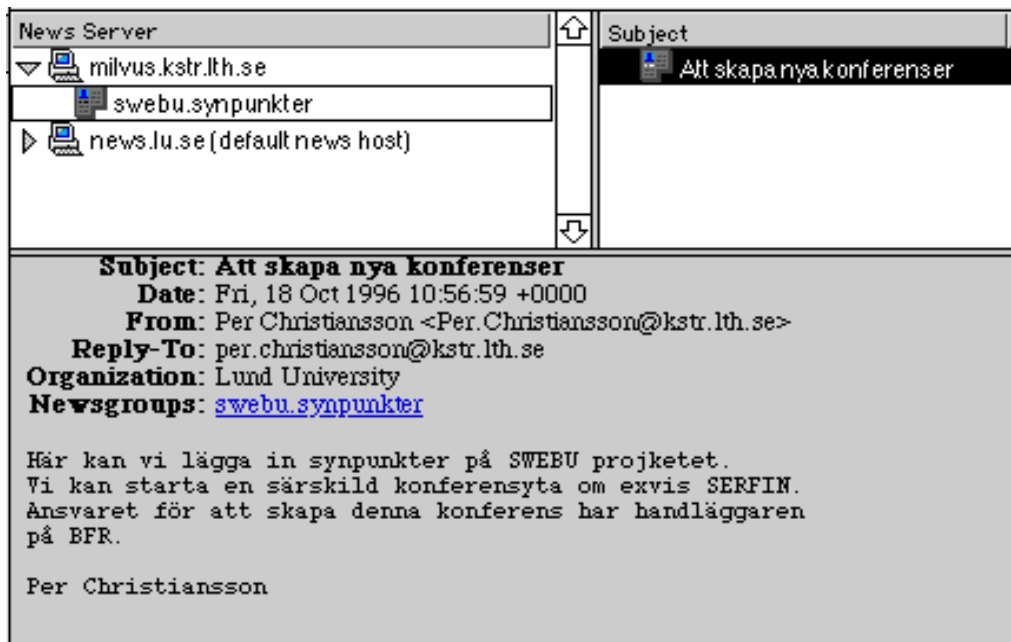 News Server
milvus.kstr.lth.se
swebu.synpunkter
news.lu.se (default news host)
Subject
Att skapa nya konferenser
Subject: Att skapa nya konferenser
Date: Fri, 18 Oct 1996 10:56:59 +0000
From: Per Christiansson <Per.Christiansson@kstr.lth.se>
Reply-To: per.christiansson@kstr.lth.se
Organization: Lund University
Newsgroups: swebu.synpunkter
Här kan vi lägga in synpunkter på SWEBU projketet.
Vi kan starta en särskild konferensyta om exvis SERFIN.
Ansvaret för att skapa denna konferens har handläggaren
på BFR.
Per Christiansson